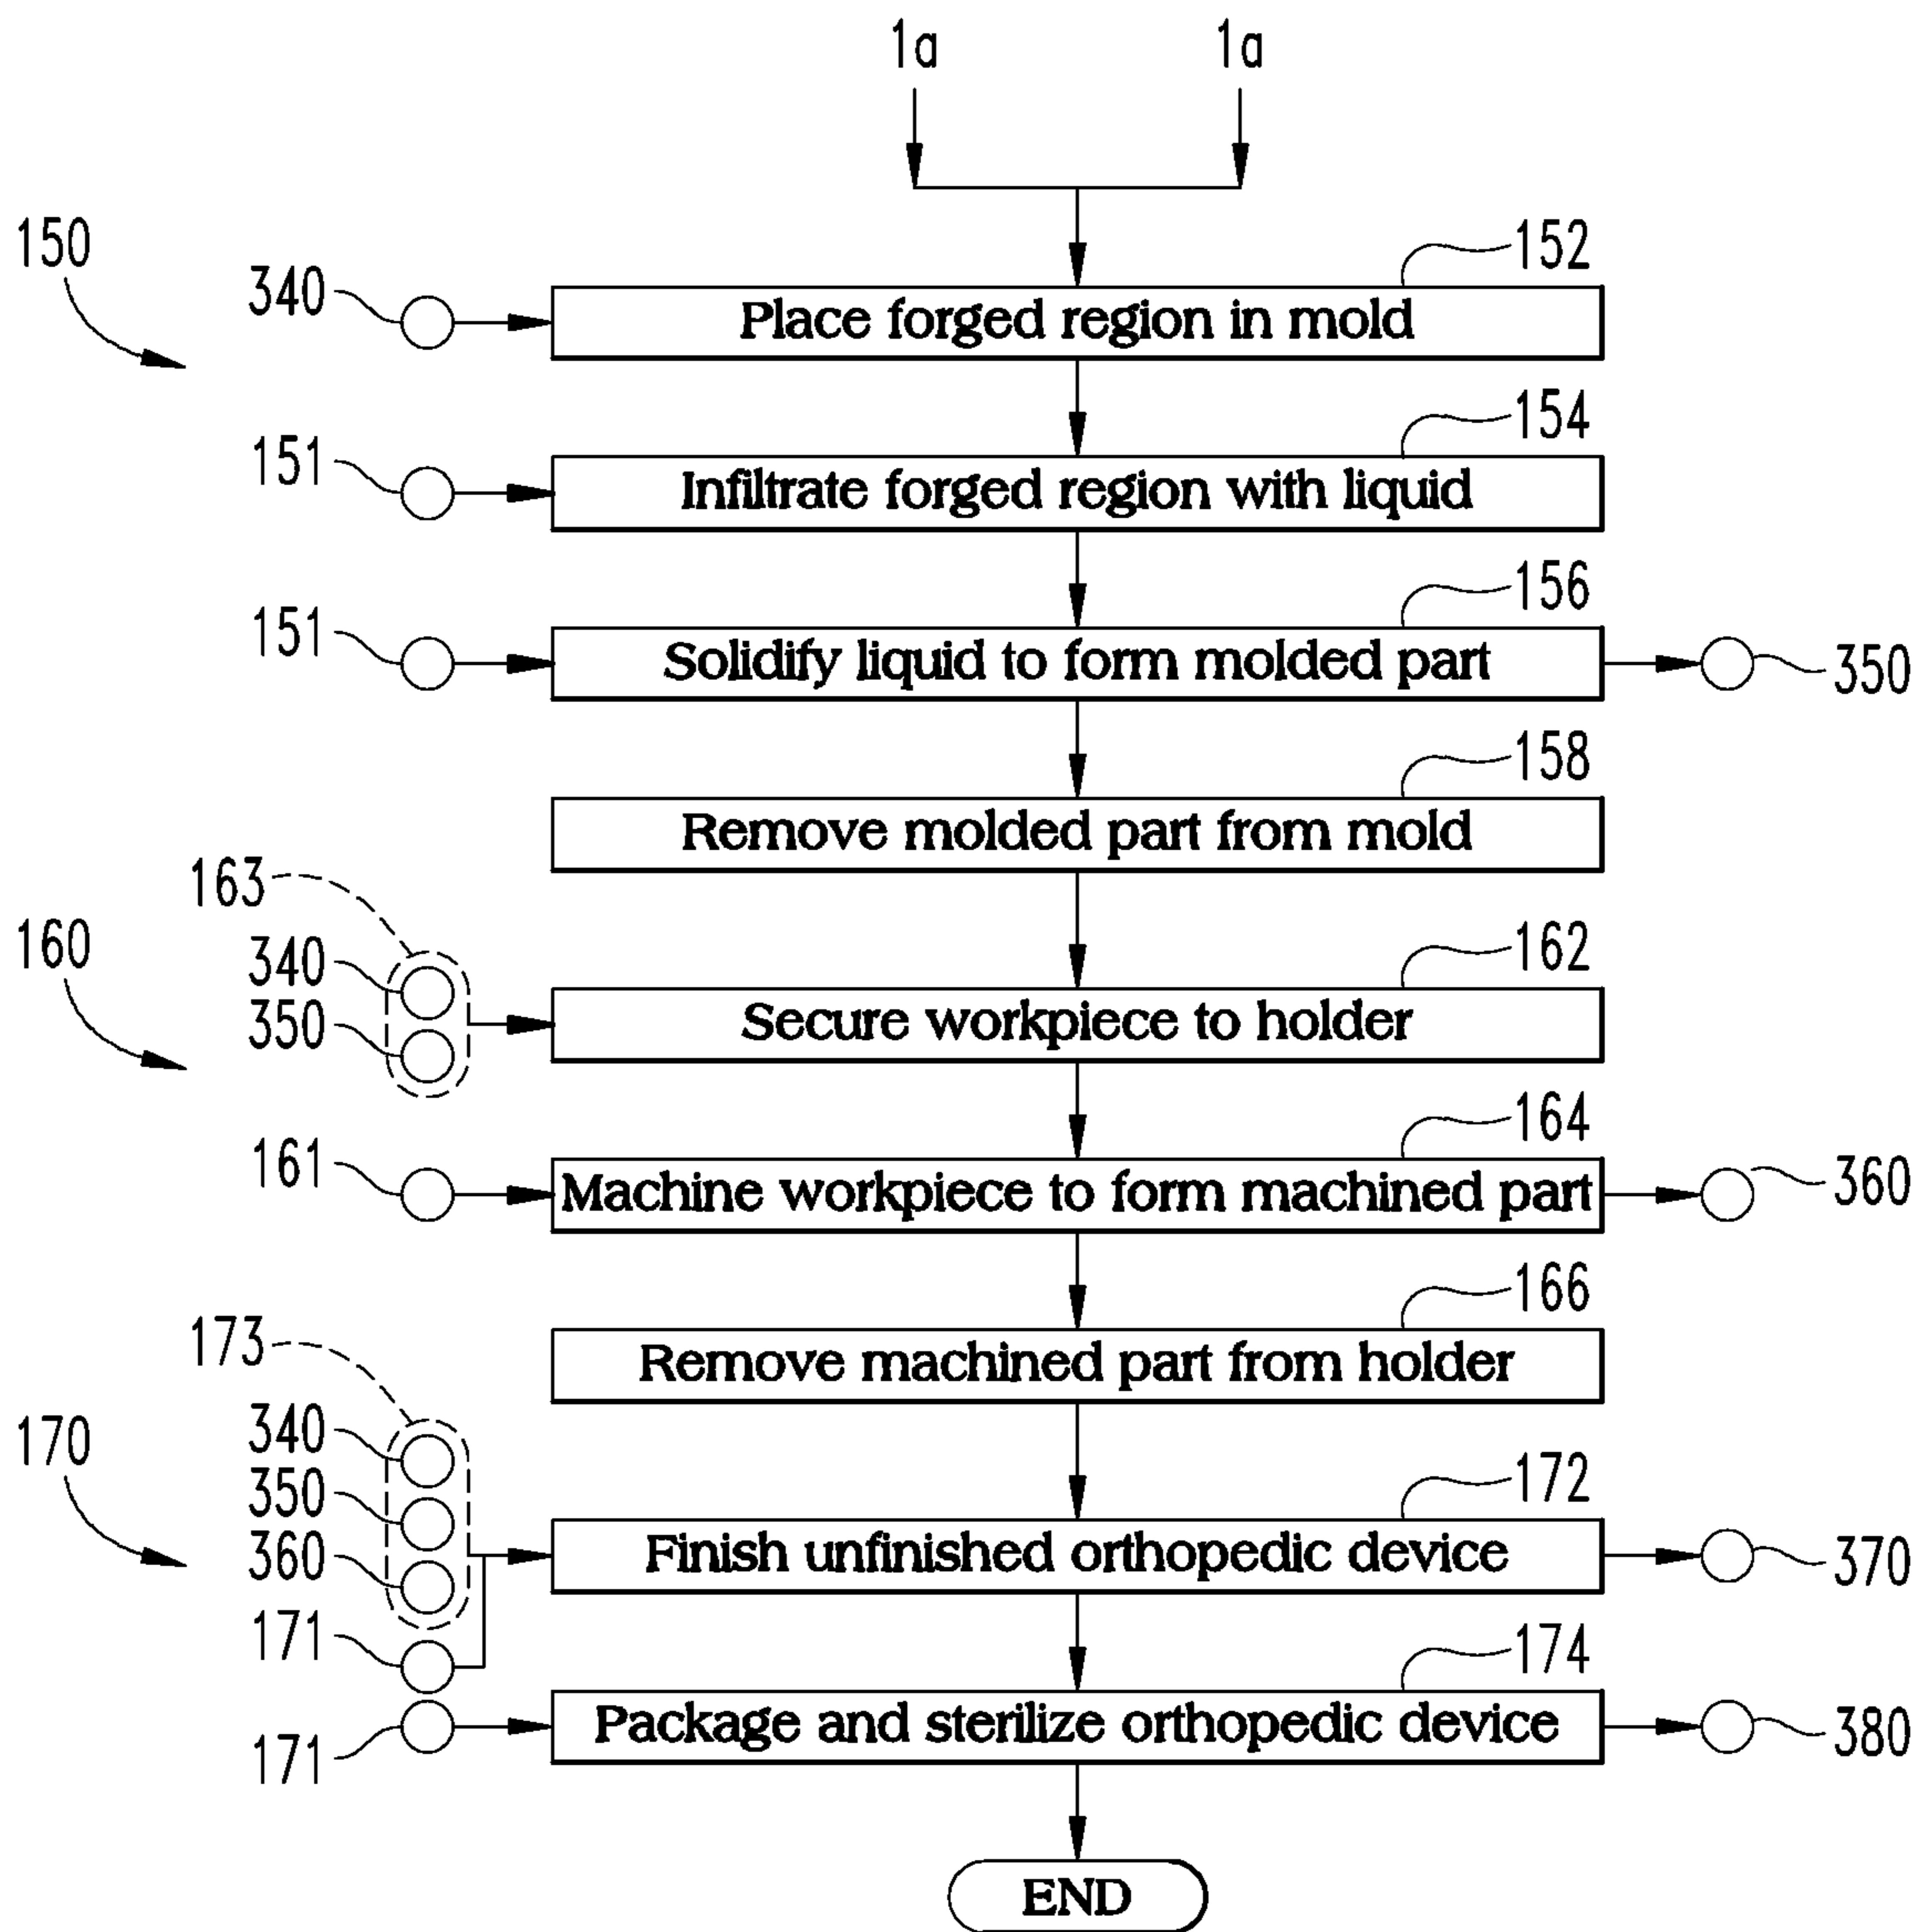 1a 1a
150
340
152
Place forged region in mold
151
154
Infiltrate forged region with liquid
151
156
Solidify liquid to form molded part
350
158
Remove molded part from mold
163
160
340
350
162
Secure workpiece to holder
161
164
Machine workpiece to form machined part
360
166
Remove machined part from holder
173
170
340
350
360
171
172
Finish unfinished orthopedic device
370
171
174
Package and sterilize orthopedic device
380
END